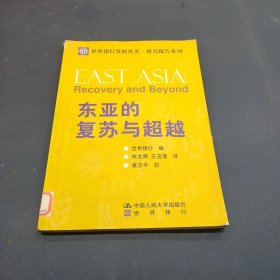 世界银行发展丛书·研究报告系列
EAST ASIA
Recovery and Beyond
东亚的
复苏与超越
世界银行 编
朱文晖 王玉清 译
黄卫平 校
中国人民大学出版社
世界银行